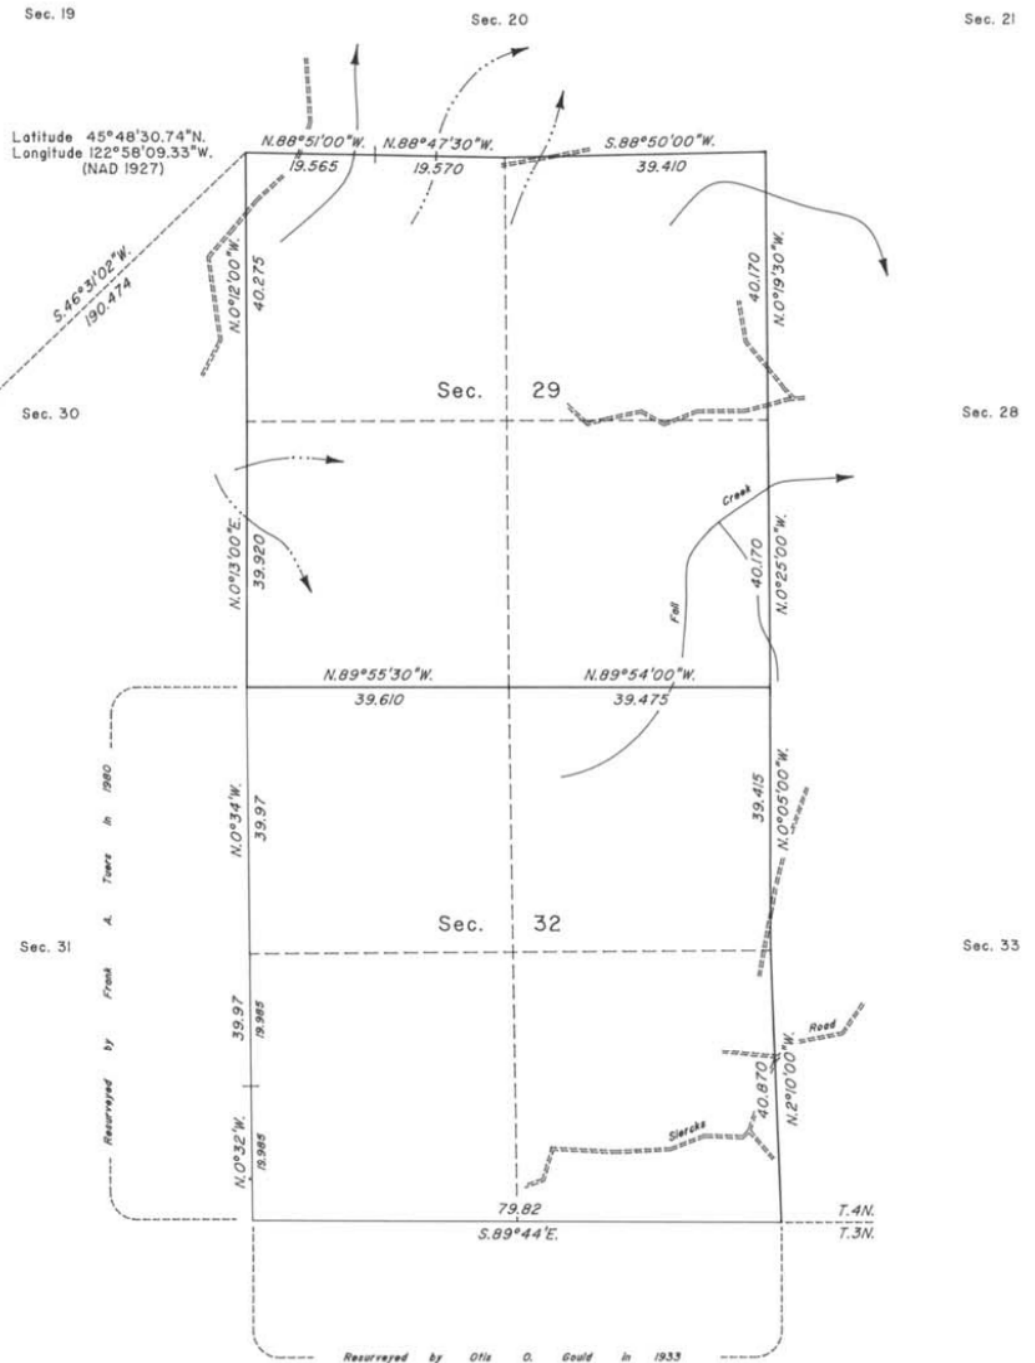 Sec. 19
Sec. 20
Sec. 21
Latitude 45°48'30.74"N.
Longitude 122°58'09.33"W.
(NAD 1927)
N.88°51'00"W.
N.88°47'30"W.
S.88°50'00"W.
19.565
19.570
39.410
S.46°31'02"W.
190.474
N.0°12'00"W.
40.275
40.170
N.0°19'30"W.
Sec. 29
Sec. 30
Sec. 28
N.0°13'00"E.
39.920
Creek
Fall
40.170
N.0°25'00"W.
N.89°55'30"W.
N.89°54'00"W.
39.610
39.475
Resurveyed by Frank A. Tuers in 1980
N.0°34'W.
39.97
39.415
N.0°05'00"W.
Sec. 32
Sec. 31
Sec. 33
39.97
19.985
Road
N.0°32'W.
19.985
Siercks
40.870
N.2°10'00"W.
79.82
S.89°44'E.
T.4N.
T.3N.
Resurveyed by Otis O. Gould in 1933